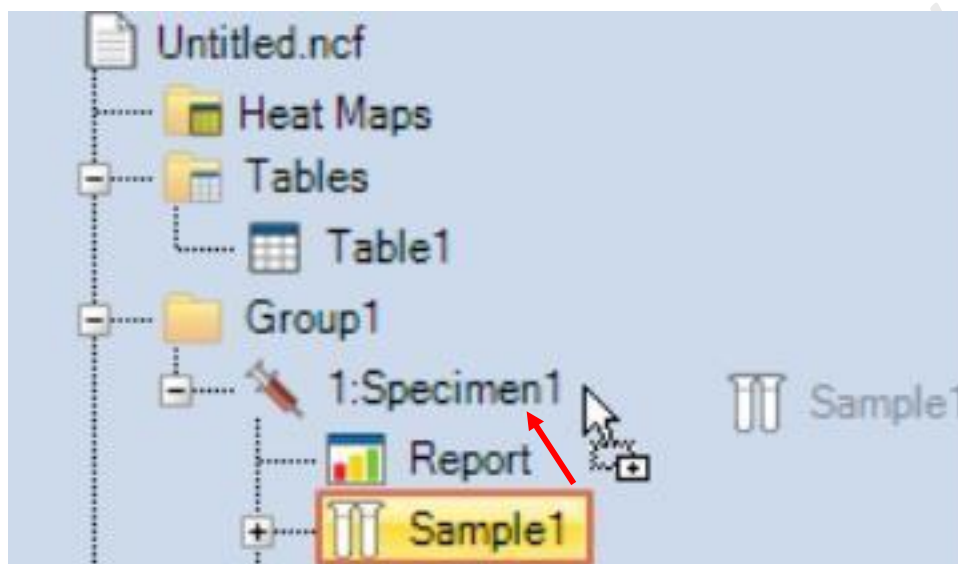 Untitled.ncf
Heat Maps
Tables
Table1
Group1
1:Specimen1
Sample1
Report
Sample1